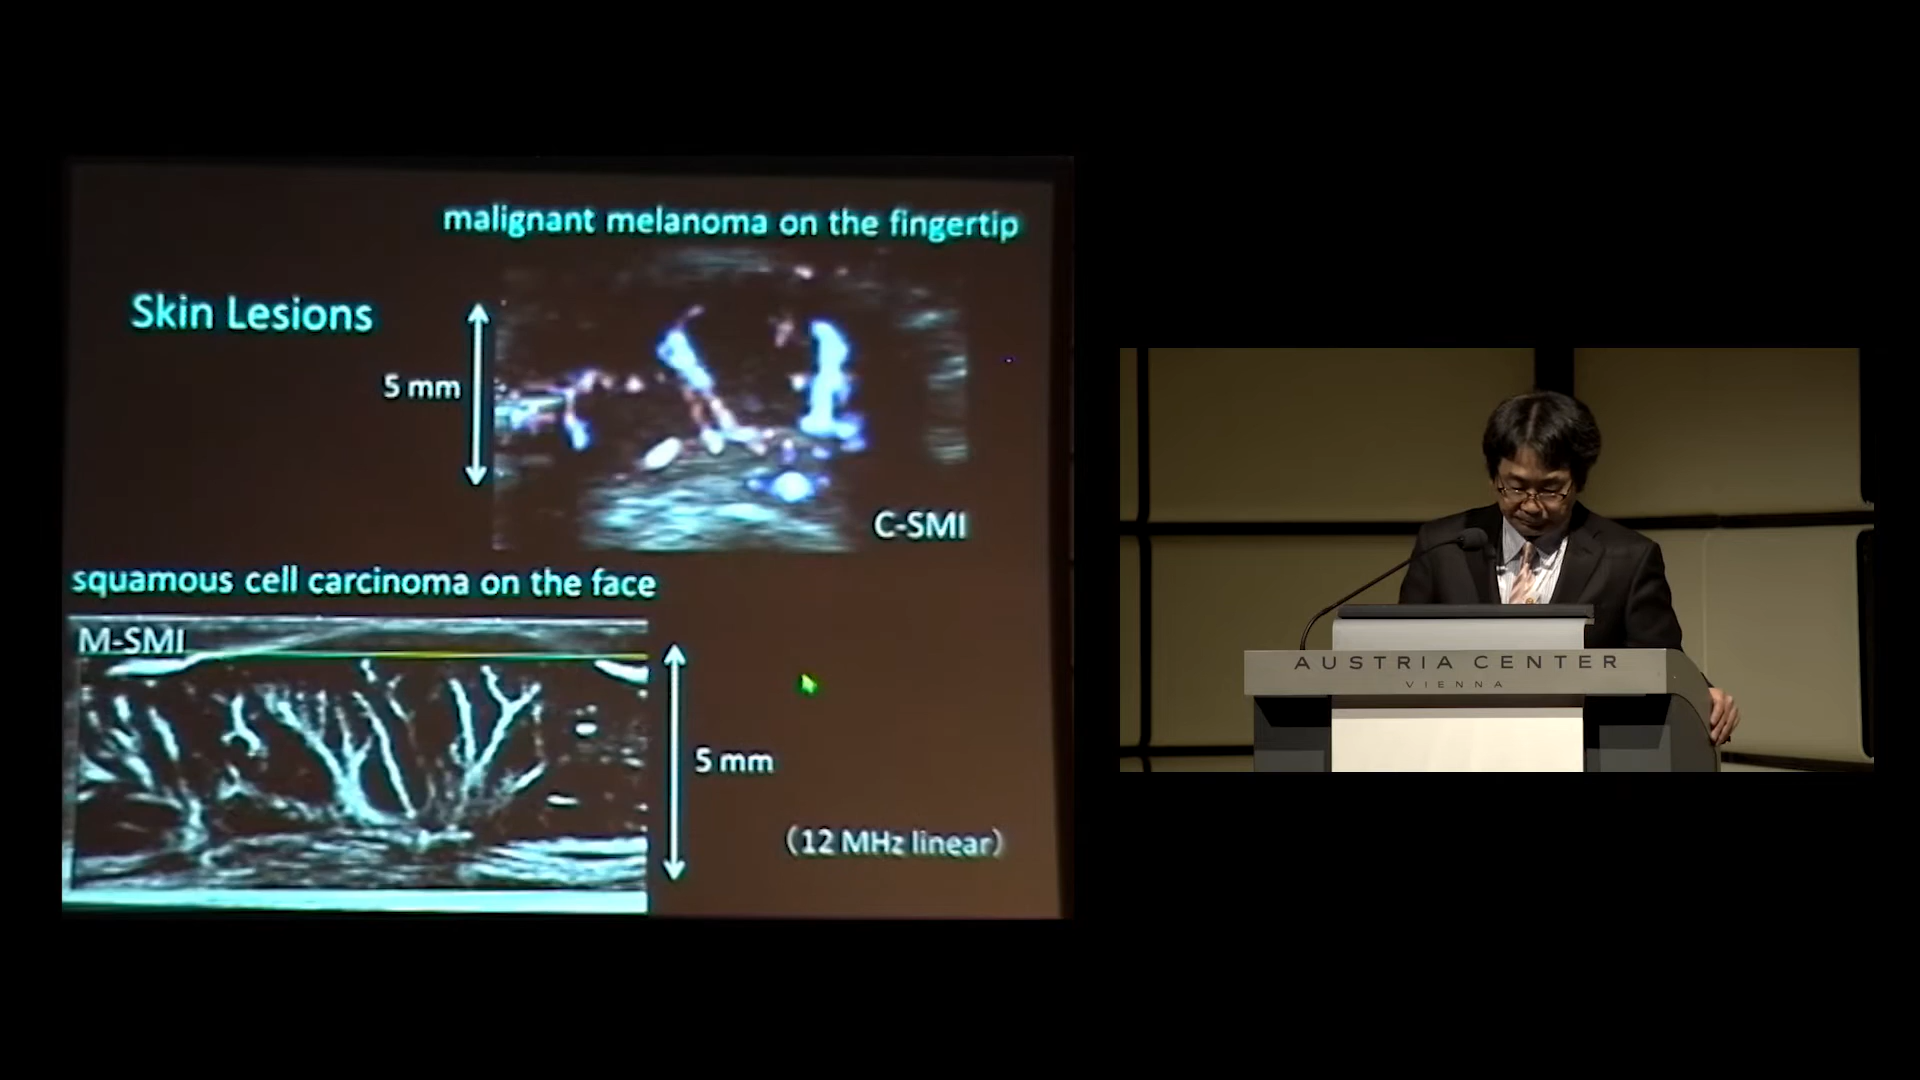 malignant melanoma on the fingertip
Skin Lesions
5 mm
C-SMI
squamous cell carcinoma on the face
M-SMI
5 mm
(12 MHz linear)
AUSTRIA CENTER
VIENNA